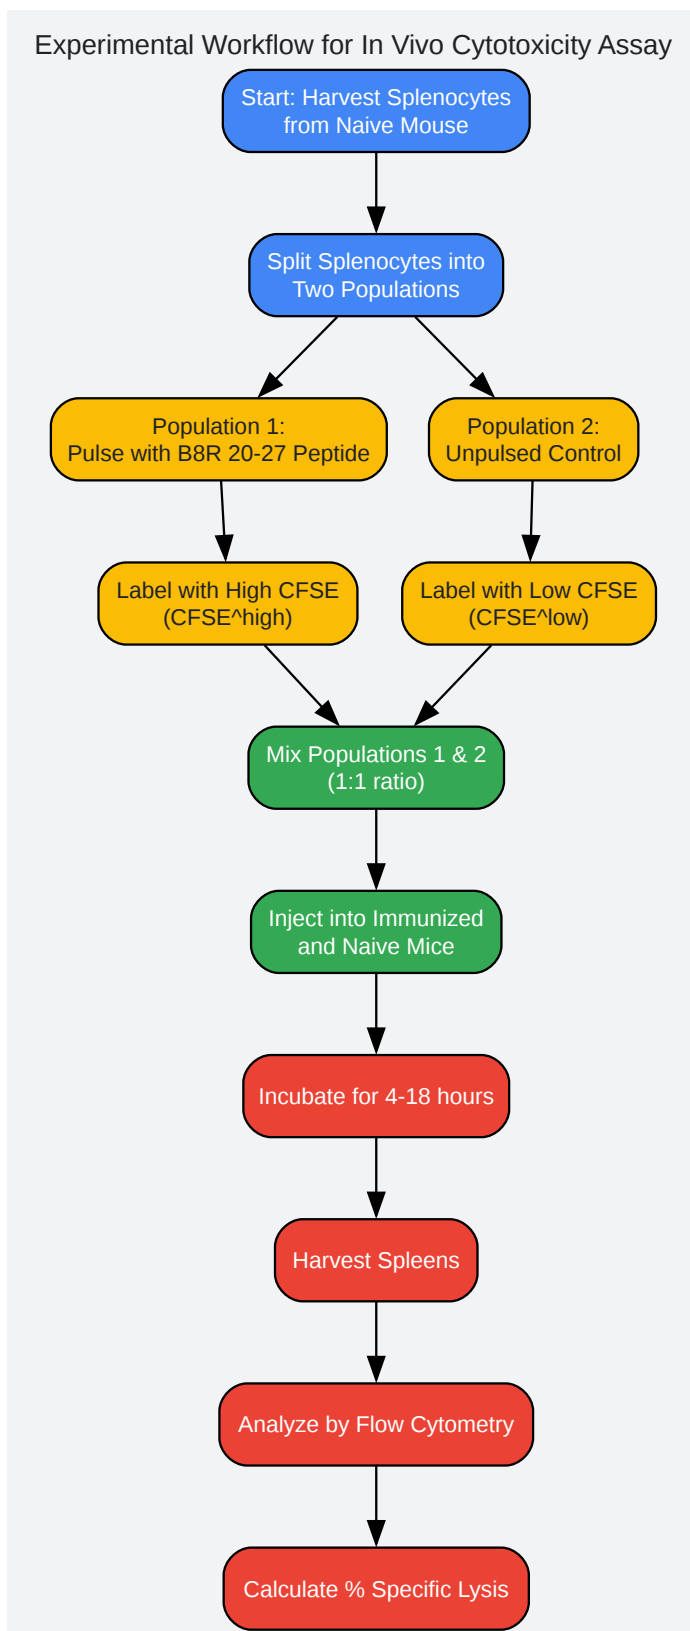 Experimental Workflow for In Vivo Cytotoxicity Assay
Start: Harvest Splenocytes
from Naive Mouse
Split Splenocytes into
Two Populations
Population 1:
Pulse with B8R 20-27 Peptide
Population 2:
Unpulsed Control
Label with High CFSE
(CFSE^high)
Label with Low CFSE
(CFSE^low)
Mix Populations 1 & 2
(1:1 ratio)
Inject into Immunized
and Naive Mice
Incubate for 4-18 hours
Harvest Spleens
Analyze by Flow Cytometry
Calculate % Specific Lysis